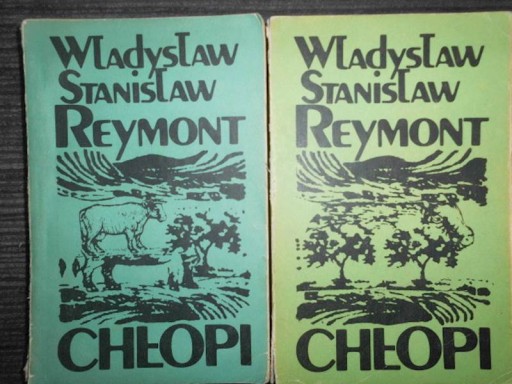 Władysław
Stanisław
Reymont
CHŁOPI
Władysław
Stanisław
Reymont
CHŁOPI